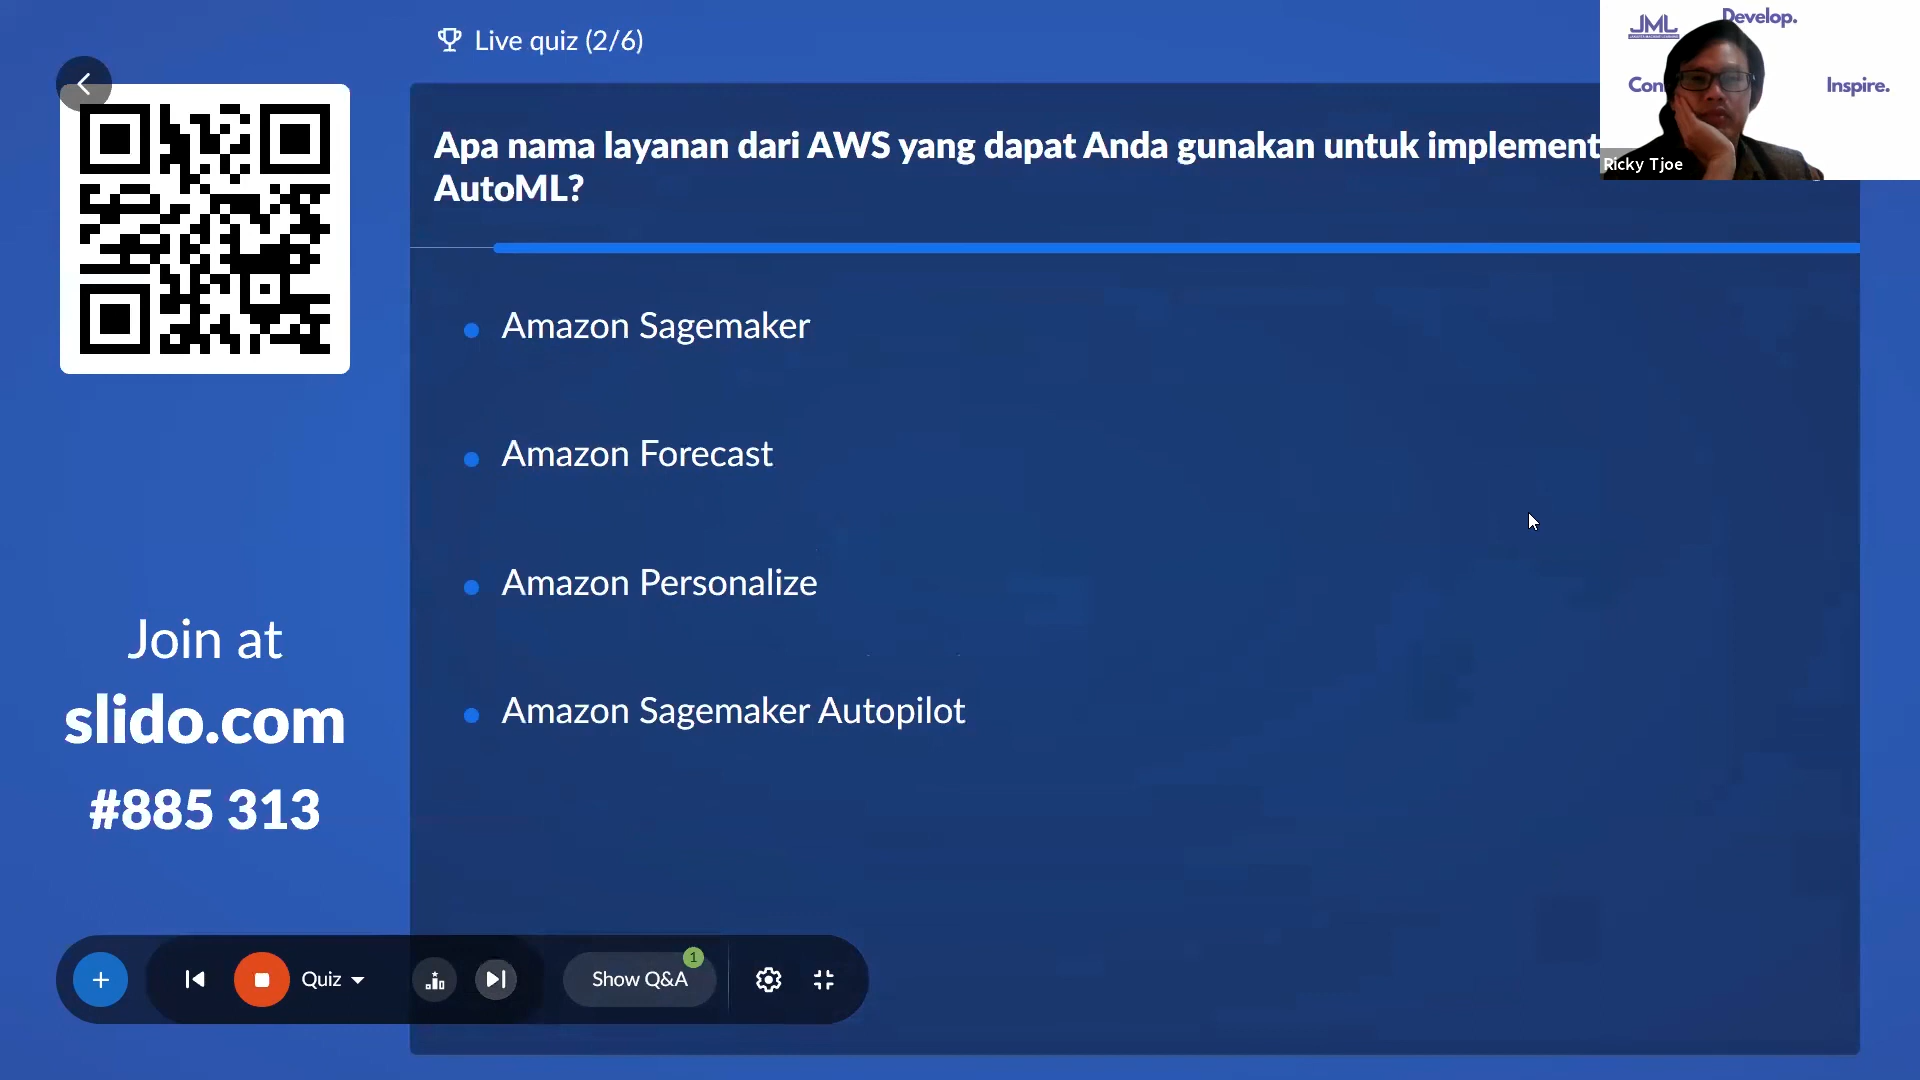 Live quiz (2/6)
Develop.
JML
Inspire.
Ricky Tjoe
Apa nama layanan dari AWS yang dapat Anda gunakan untuk
AutoML?
Amazon Sagemaker
Amazon Forecast
Amazon Personalize
Amazon Sagemaker Autopilot
Join at
slido.com
#885 313
Quiz
Show Q&A
1